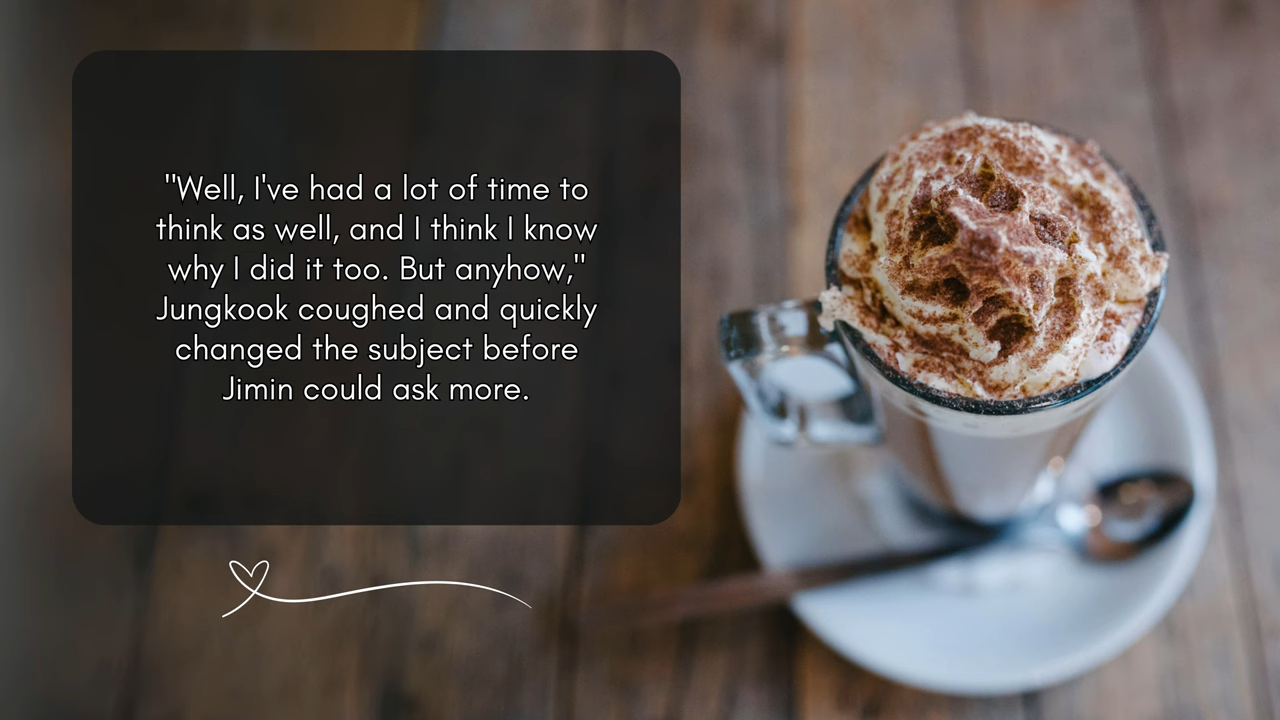 "Well, I've had a lot of time to
think as well, and I think I know
why I did it too. But anyhow,"
Jungkook coughed and quickly
changed the subject before
Jimin could ask more.